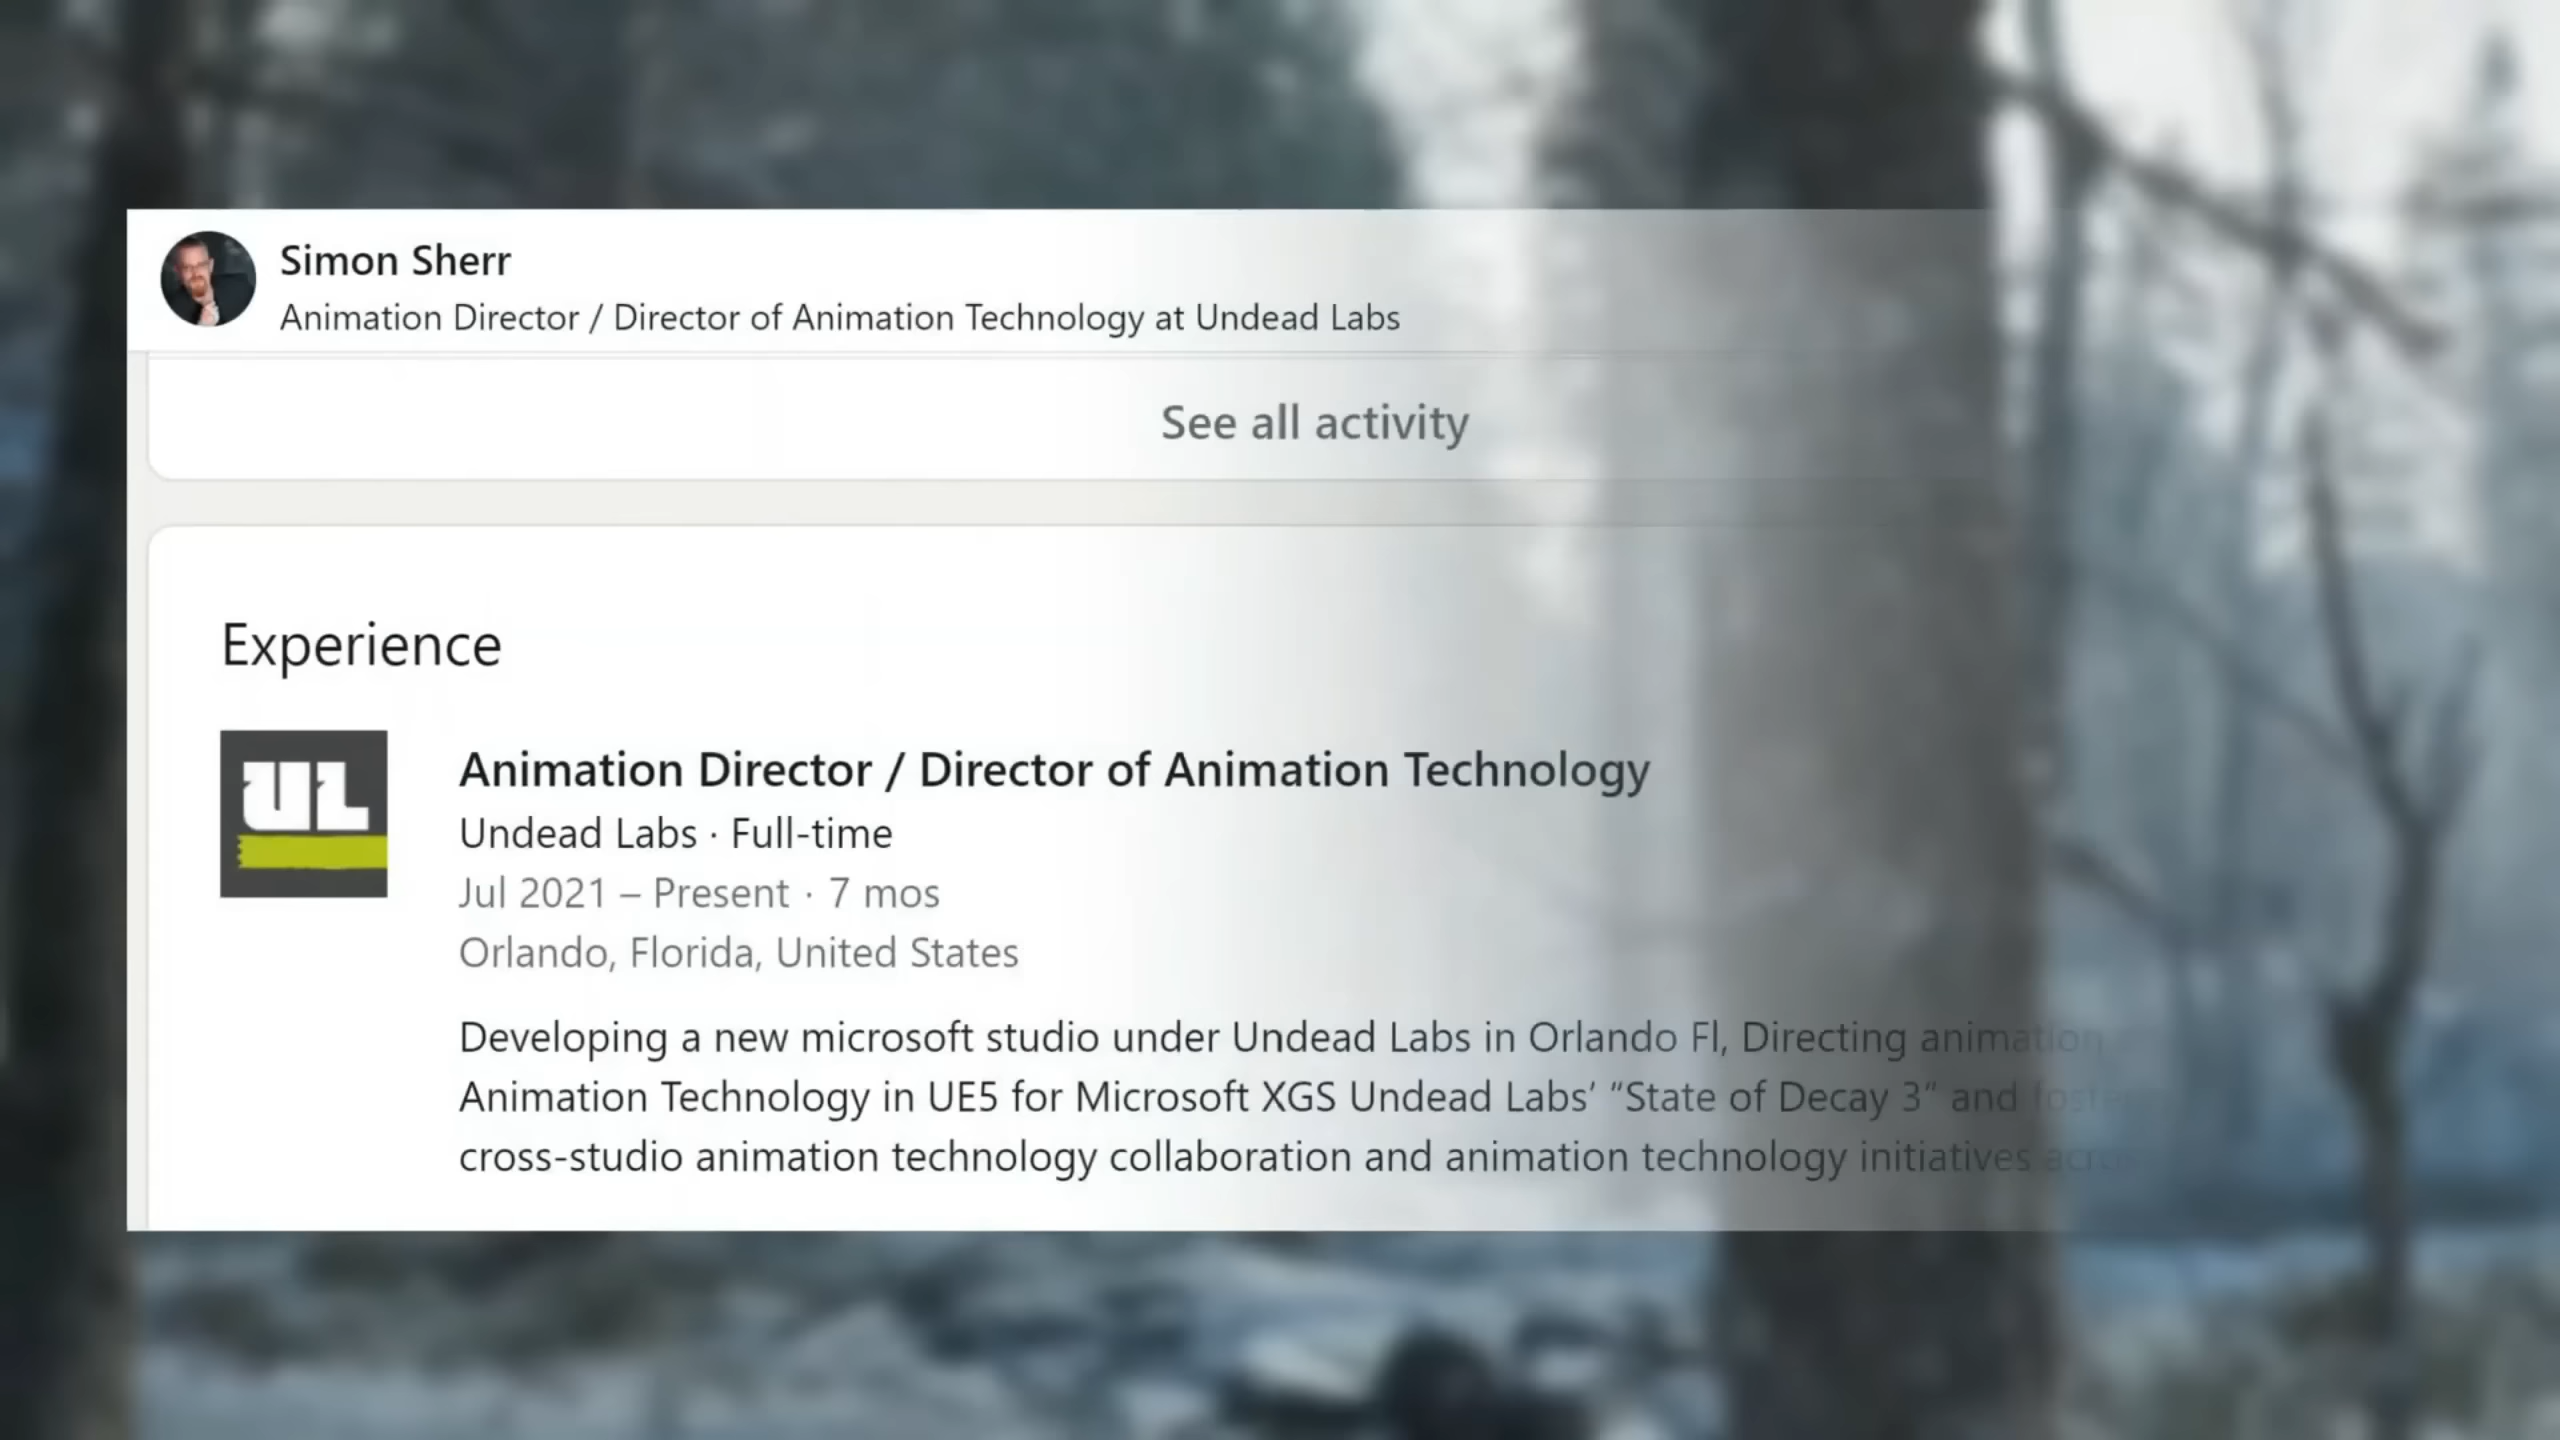 Simon Sherr
Animation Director / Director of Animation Technology at Undead Labs
See all activity
Experience
UL
Animation Director / Director of Animation Technology
Undead Labs · Full-time
Jul 2021 – Present · 7 mos
Orlando, Florida, United States
Developing a new microsoft studio under Undead Labs in Orlando Fl, Directing animation
Animation Technology in UE5 for Microsoft XGS Undead Labs’ “State of Decay 3” and
cross-studio animation technology collaboration and animation technology initiatives